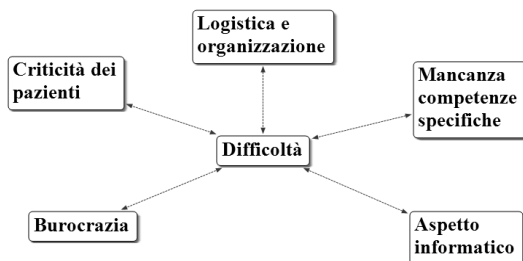 Logistica e
organizzazione
Criticità dei
pazienti
Mancanza
competenze
specifiche
Difficoltà
Burocrazia
Aspetto
informatico